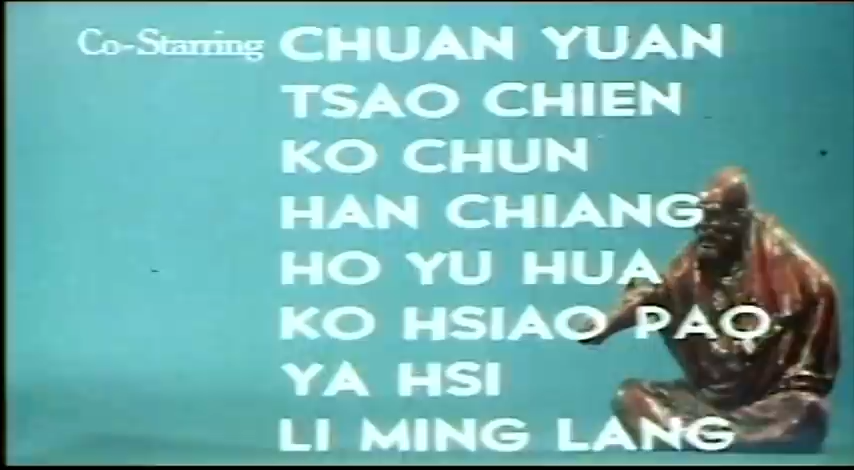 Co-Starring CHUAN YUAN
TSAO CHIEN
KO CHUN
HAN CHIANG
HO YU HUA
KO HSIAO PAO
YA HSI
LI MING LANG